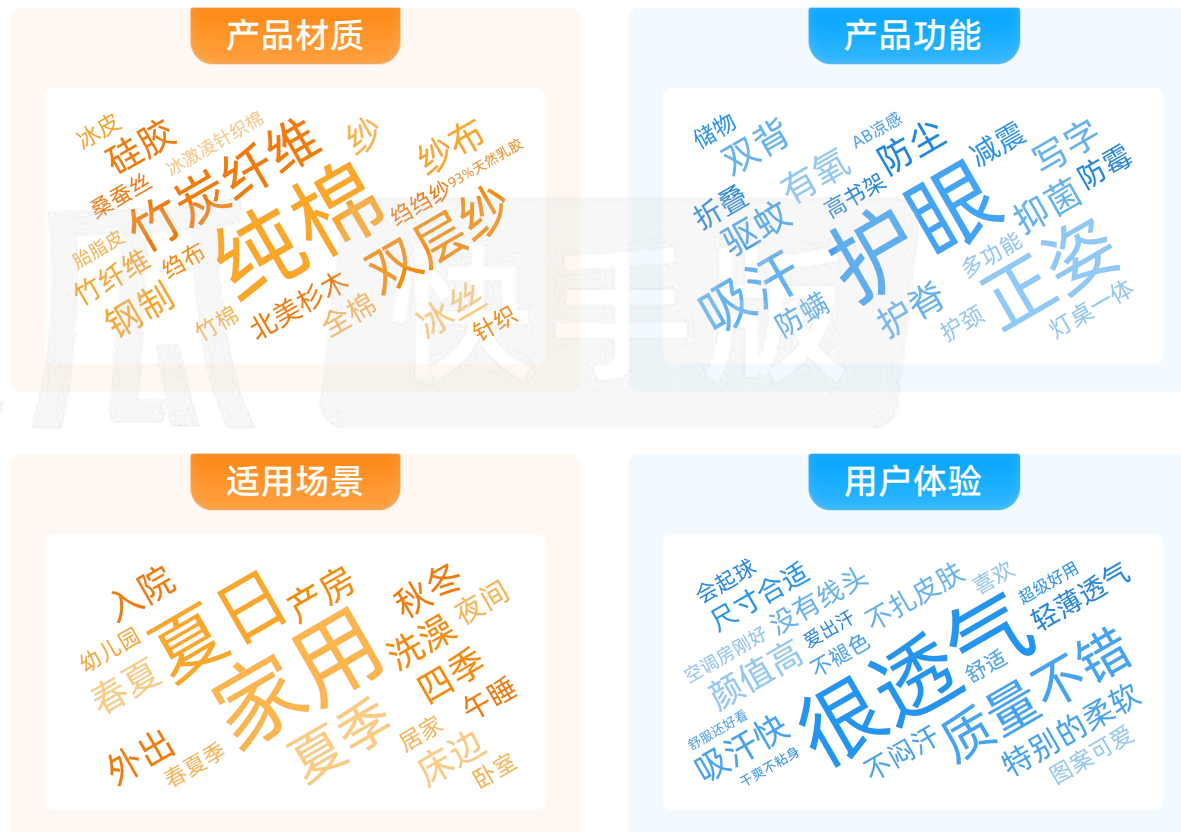 产品材质
冰皮
硅胶
冰激凌针织棉
竹炭纤维
纱
纱布
93%天然乳胶
桑蚕丝
纯棉
绉绉纱
双层纱
胎脂皮
竹纤维
绉布
钢制
竹棉
北美杉木
全棉
冰丝
针织
产品功能
储物
双背
AB凉感
防尘
减震
写字
防霉
有氧
高书架
折叠
驱蚊
护眼
抑菌
多功能
正姿
吸汗
防螨
护脊
护颈
灯桌一体
快手版
适用场景
入院
夏日
产房
秋冬
夜间
幼儿园
春夏
家用
洗澡
四季
午睡
外出
春夏季
夏季
居家
床边
卧室
用户体验
会起球
尺寸合适
没有线头
不扎皮肤
喜欢
超级好用
轻薄透气
空调房刚好
爱出汗
颜值高
不褪色
很透气
舒适
质量不错
舒服还好看
吸汗快
干爽不粘身
不闷汗
特别的柔软
图案可爱